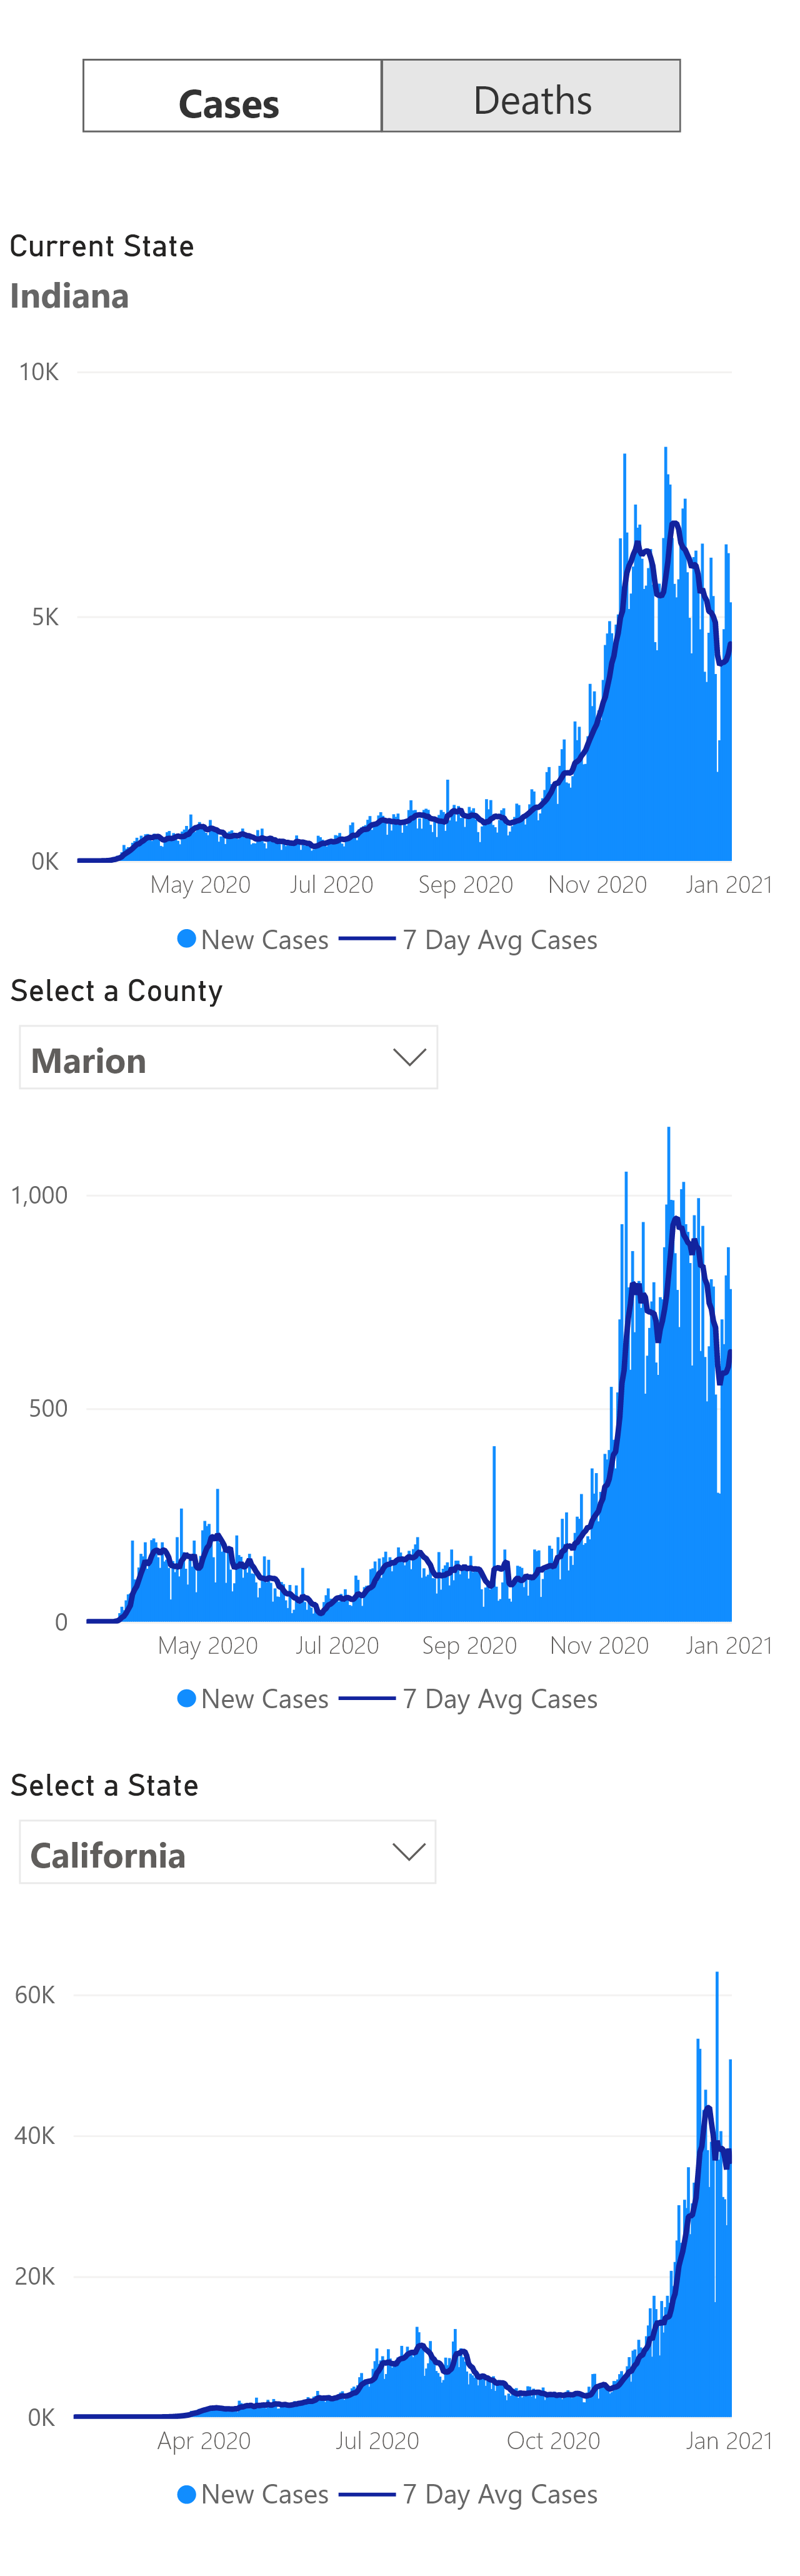 Cases Deaths
Current State
Indiana
10K
5K
0K
May 2020 Jul 2020 Sep 2020 Nov 2020 Jan 2021
New Cases 7 Day Avg Cases
Select a County
Marion
1,000
500
0
May 2020 Jul 2020 Sep 2020 Nov 2020 Jan 2021
New Cases 7 Day Avg Cases
Select a State
California
60K
40K
20K
0K
Apr 2020 Jul 2020 Oct 2020 Jan 2021
New Cases 7 Day Avg Cases